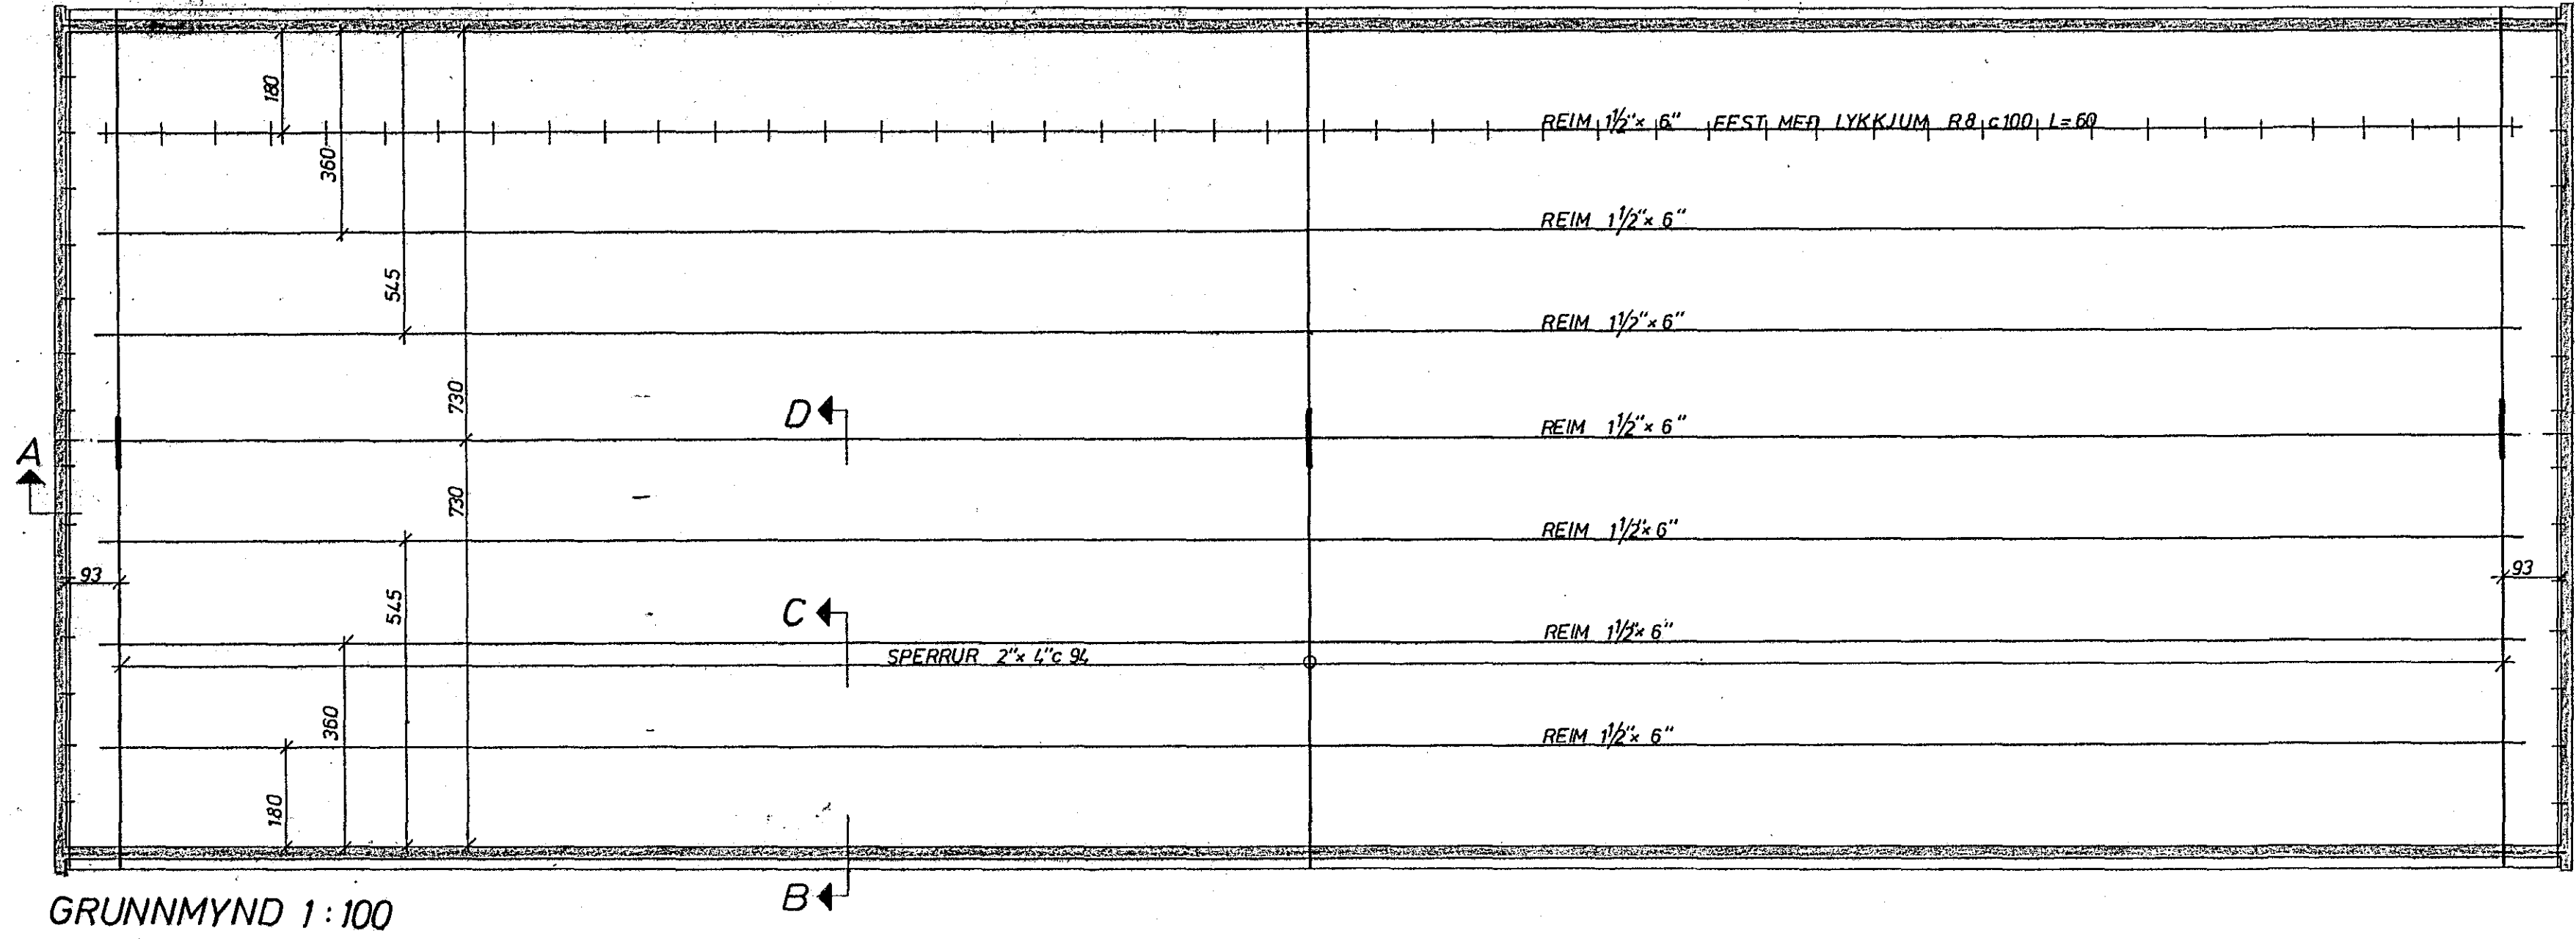 180
REIM 1½"× 6" FEST MEÐ LYKKJUM R8 c100 L=60
360
REIM 1½"× 6"
545
REIM 1½"× 6"
730
D
REIM 1½"× 6"
A
730
REIM 1½"× 6"
93
93
545
C
REIM 1½"× 6"
SPERRUR 2"× 4" c 94
360
REIM 1½"× 6"
180
B
GRUNNMYND 1:100